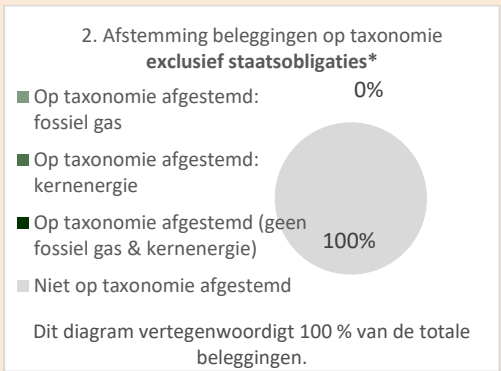 2. Afstemming beleggingen op taxonomie
exclusief staatsobligaties*
Op taxonomie afgestemd:
fossiel gas
Op taxonomie afgestemd:
kernenergie
Op taxonomie afgestemd (geen
fossiel gas & kernenergie)
Niet op taxonomie afgestemd
0%
100%
Dit diagram vertegenwoordigt 100 % van de totale
beleggingen.